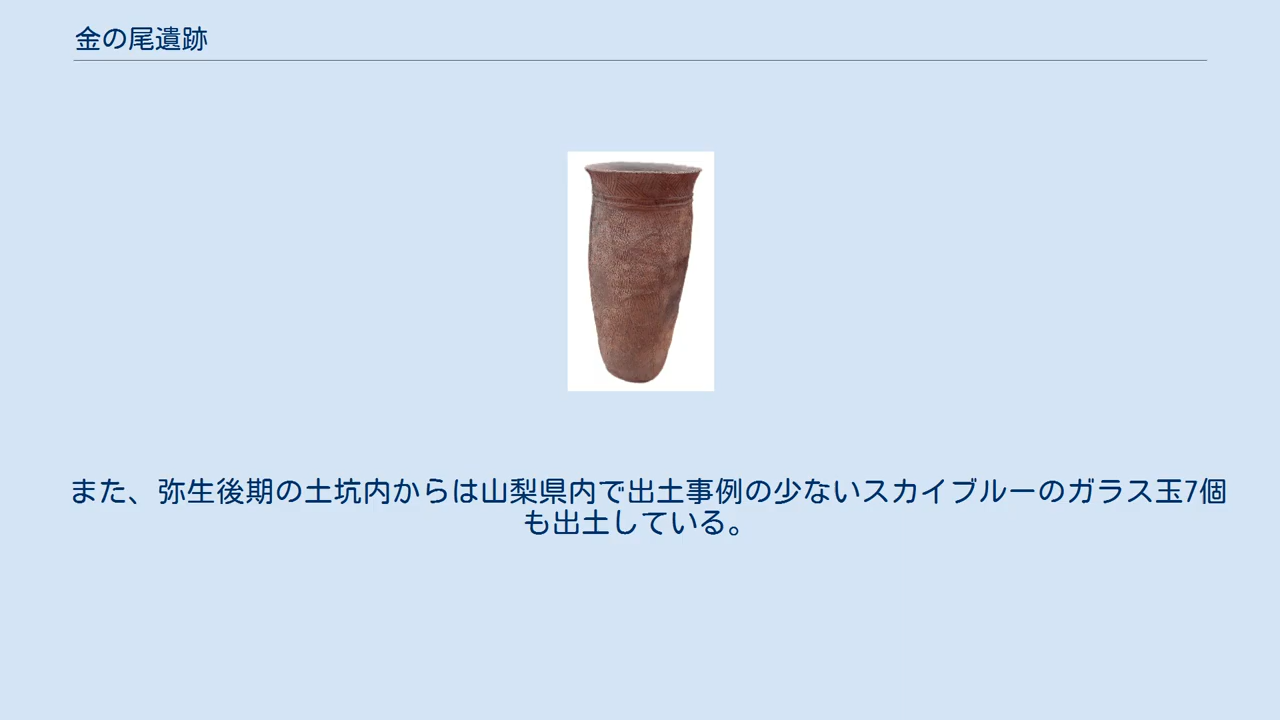 金の尾遺跡
また、弥生後期の土坑内からは山梨県内で出土事例の少ないスカイブルーのガラス玉7個
も出土している。